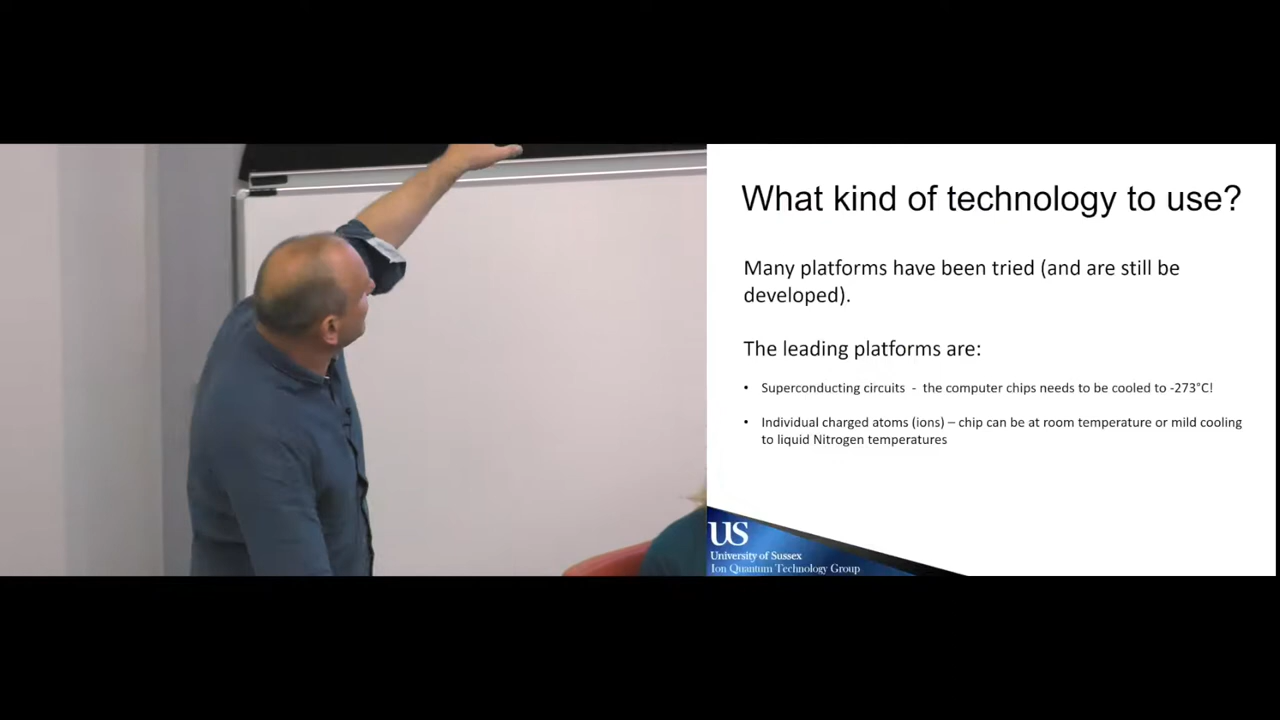 What kind of technology to use?
Many platforms have been tried (and are still be
developed).
The leading platforms are:
• Superconducting circuits - the computer chips needs to be cooled to -273°C!
• Individual charged atoms (ions) – chip can be at room temperature or mild cooling
to liquid Nitrogen temperatures
US
University of Sussex
Ion Quantum Technology Group